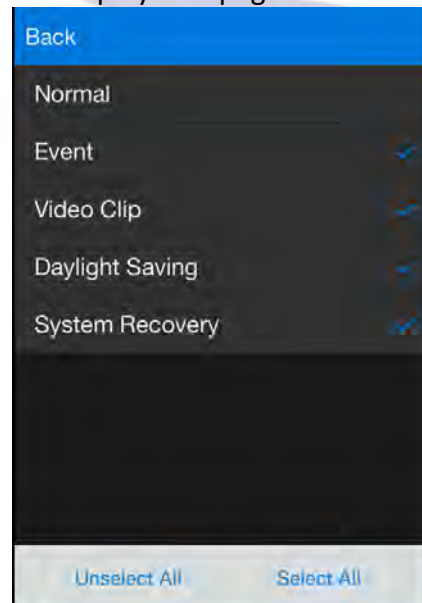 Back
Normal
Event
Video Clip
Daylight Saving
System Recovery
Unselect All Select All